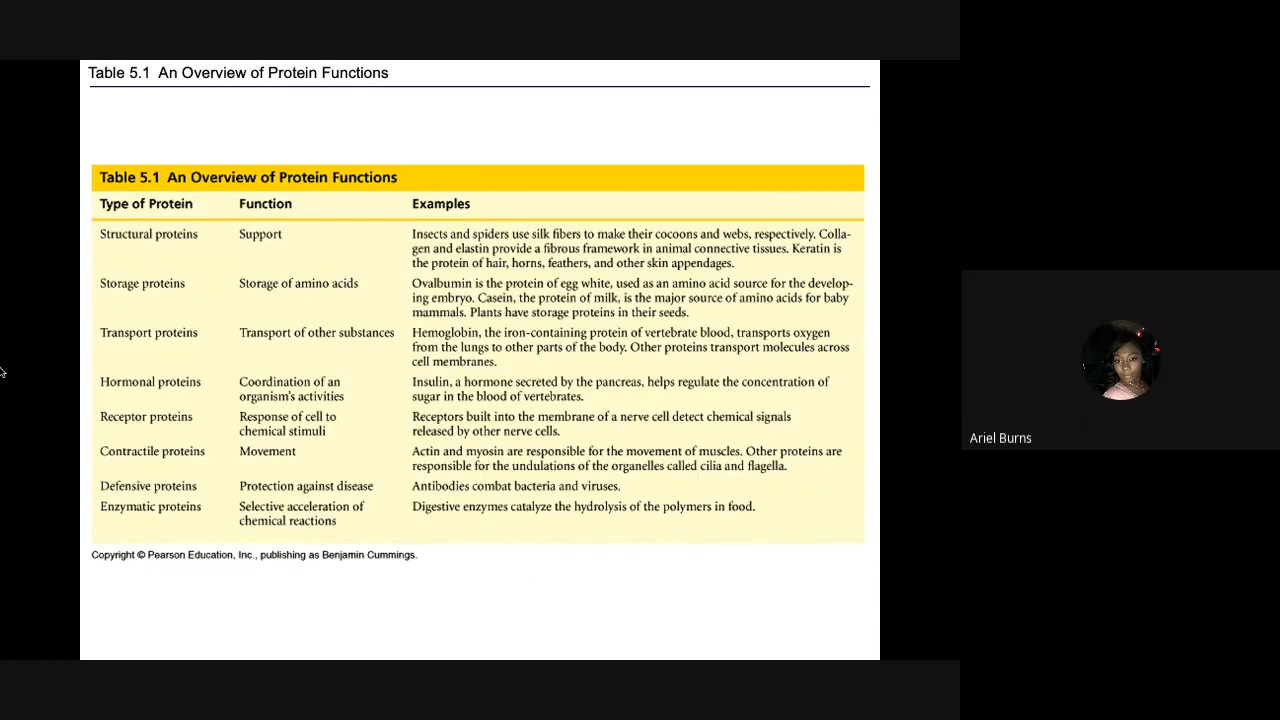 Table 5.1 An Overview of Protein Functions
Table 5.1 An Overview of Protein Functions
Type of Protein Function Examples
Structural proteins Support Insects and spiders use silk fibers to make their cocoons and webs, respectively. Colla-
gen and elastin provide a fibrous framework in animal connective tissues. Keratin is
the protein of hair, horns, feathers, and other skin appendages.
Storage proteins Storage of amino acids Ovalbumin is the protein of egg white, used as an amino acid source for the develop-
ing embryo. Casein, the protein of milk, is the major source of amino acids for baby
mammals. Plants have storage proteins in their seeds.
Transport proteins Transport of other substances Hemoglobin, the iron-containing protein of vertebrate blood, transports oxygen
from the lungs to other parts of the body. Other proteins transport molecules across
cell membranes.
Hormonal proteins Coordination of an Insulin, a hormone secreted by the pancreas, helps regulate the concentration of
organism's activities sugar in the blood of vertebrates.
Receptor proteins Response of cell to Receptors built into the membrane of a nerve cell detect chemical signals
chemical stimuli released by other nerve cells.
Contractile proteins Movement Actin and myosin are responsible for the movement of muscles. Other proteins are
responsible for the undulations of the organelles called cilia and flagella.
Defensive proteins Protection against disease Antibodies combat bacteria and viruses.
Enzymatic proteins Selective acceleration of Digestive enzymes catalyze the hydrolysis of the polymers in food.
chemical reactions
Copyright © Pearson Education, Inc., publishing as Benjamin Cummings.
Ariel Burns